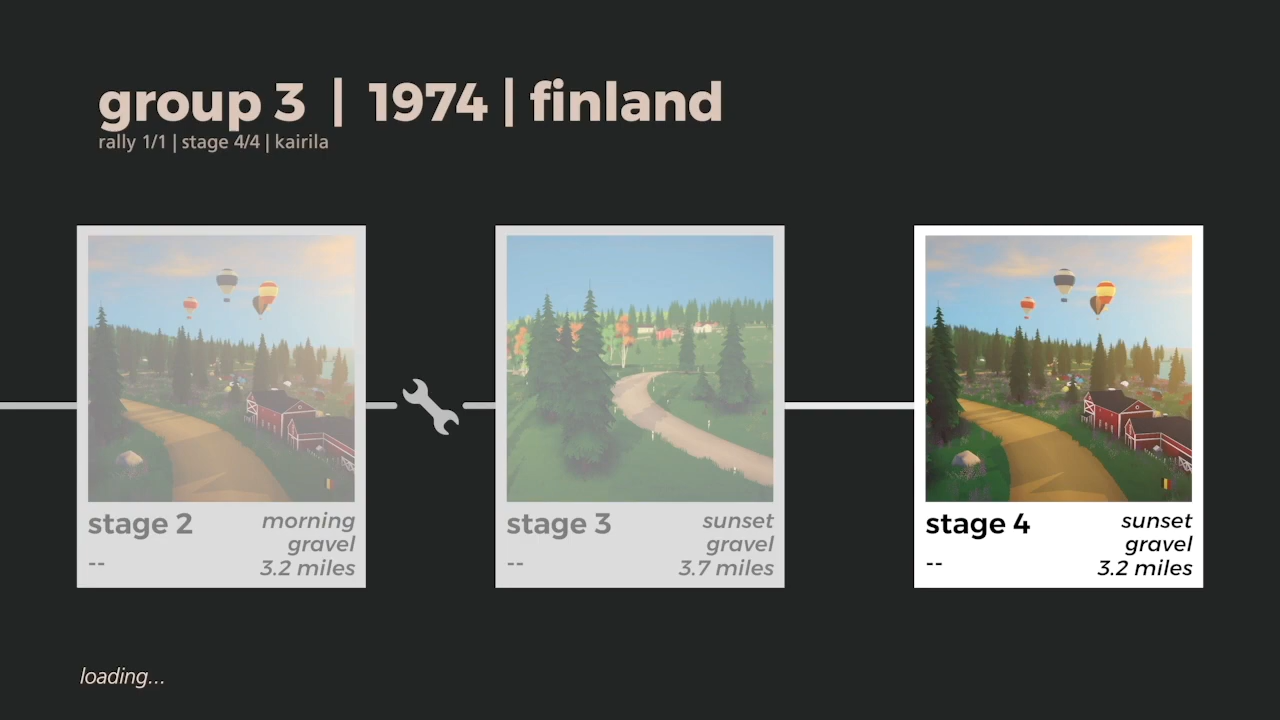 group 3 | 1974 | finland
rally 1/1 | stage 4/4 | kairila
stage 2
morning
gravel
--
3.2 miles
stage 3
sunset
gravel
--
3.7 miles
stage 4
sunset
gravel
--
3.2 miles
loading...